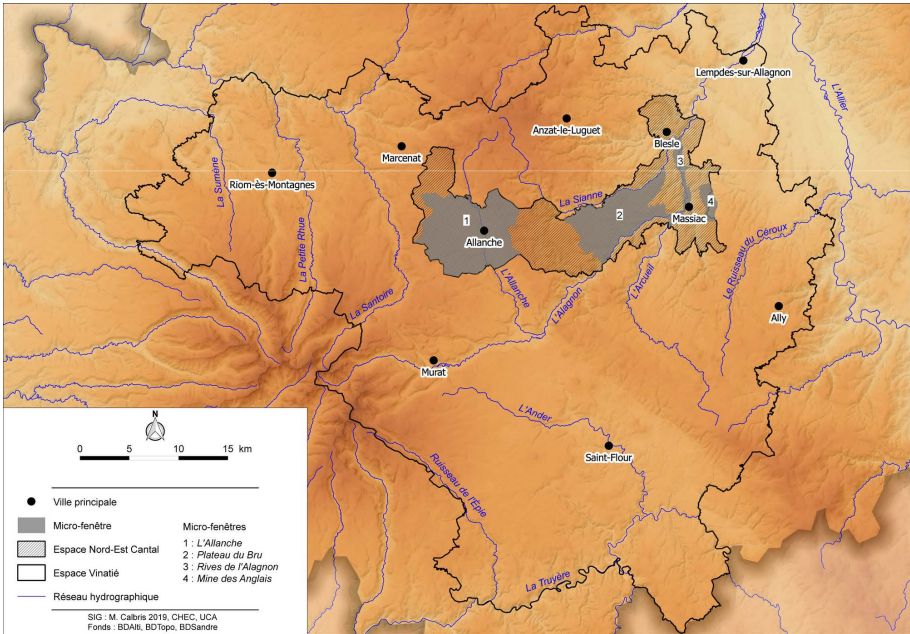 Lempdes-sur-Allagnon
L'Allier
Anzat-le-Luguet
Blesle
Marcenat
3
La Sumène
Riom-ès-Montagnes
La Sianne
4
1
2
Massiac
Allanche
La Petite Rhue
Le Ruisseau du Céroux
L'Allanche
L'Arcueil
La Santoire
L'Alagnon
Ally
Murat
L'Ander
Saint-Flour
Ruisseau de l'Épie
La Truyère
N
0 5 10 15 km
Ville principale
Micro-fenêtre
Espace Nord-Est Cantal
Espace Vinatié
Réseau hydrographique
Micro-fenêtres
1 : L'Allanche
2 : Plateau du Bru
3 : Rives de l'Alagnon
4 : Mine des Anglais
SIG : M. Calbris 2019, CHEC, UCA
Fonds : BDAlti, BDTopo, BDSandre